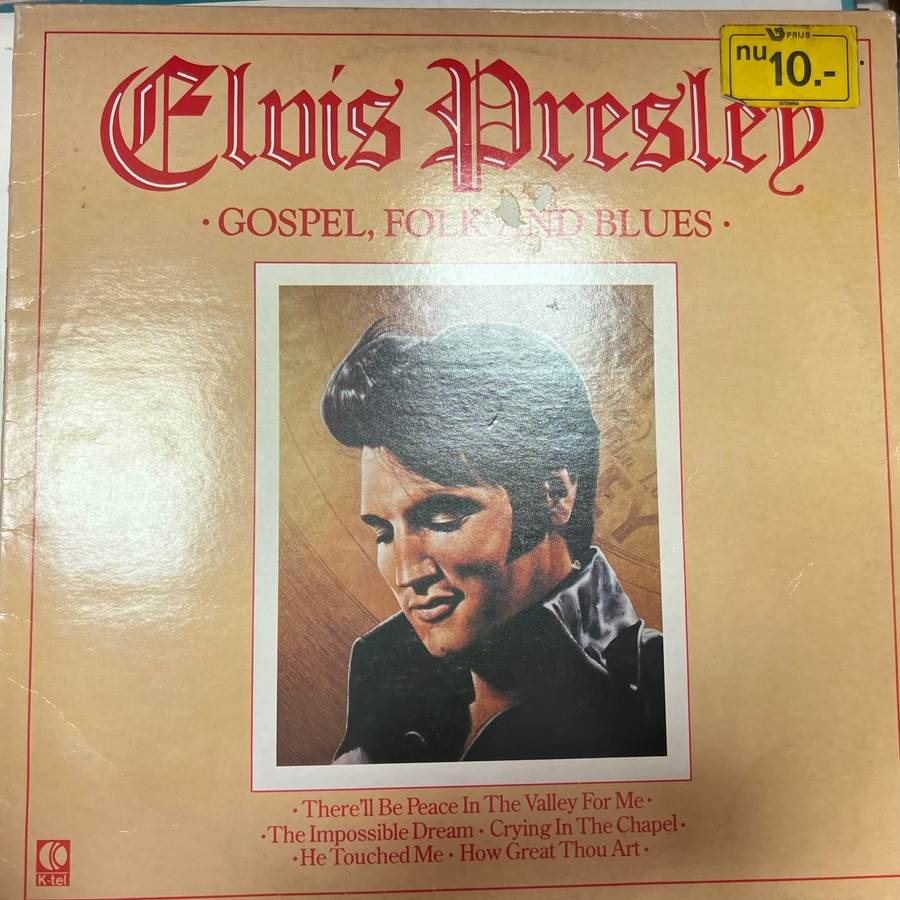 PRIJS
nu 10.-
STEMRA
Elvis Presley
· GOSPEL, FOLK AND BLUES ·
· There'll Be Peace In The Valley For Me ·
· The Impossible Dream · Crying In The Chapel ·
· He Touched Me · How Great Thou Art ·
K-tel